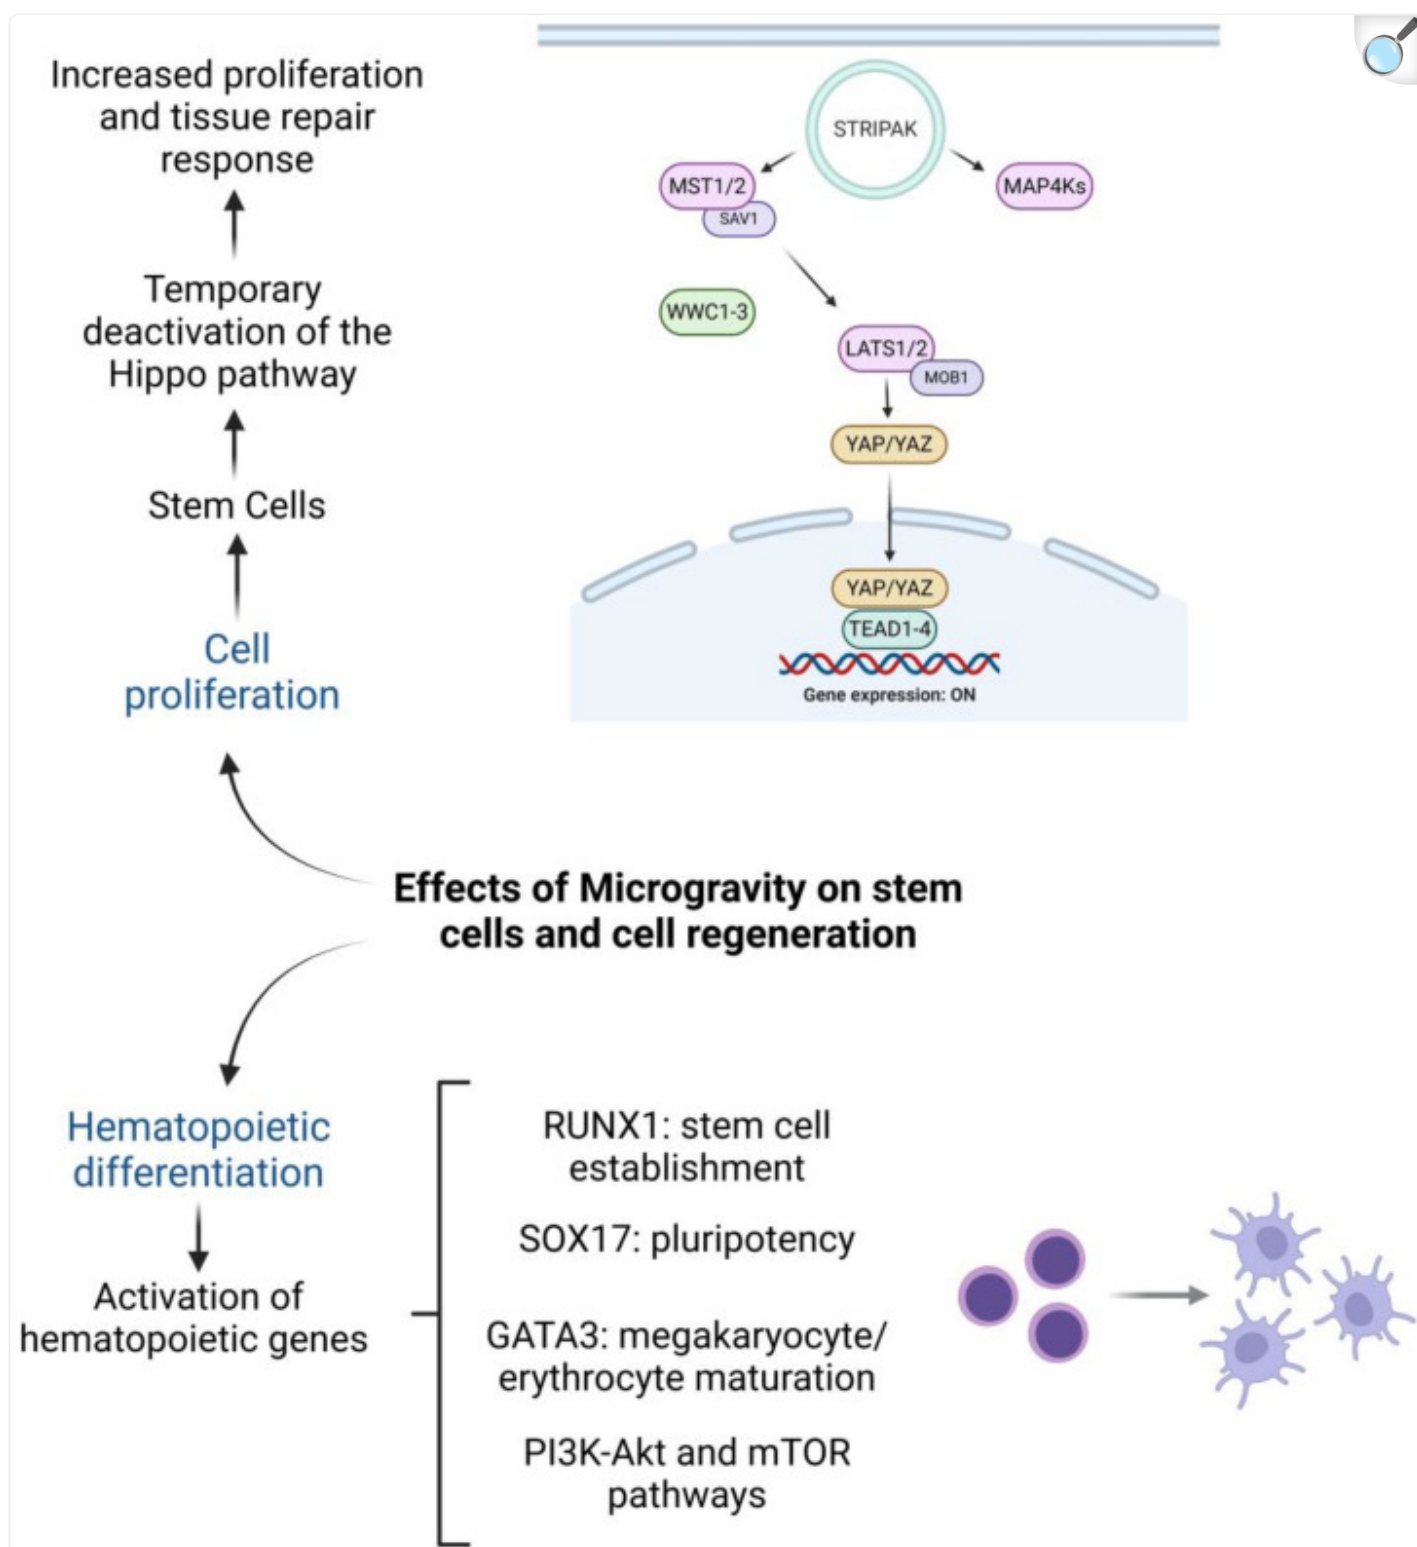 Increased proliferation
and tissue repair
response
Temporary
deactivation of the
Hippo pathway
Stem Cells
Cell
proliferation
STRIPAK
MST1/2
SAV1
MAP4Ks
WWC1-3
LATS1/2
MOB1
YAP/YAZ
YAP/YAZ
TEAD1-4
Gene expression: ON
Effects of Microgravity on stem
cells and cell regeneration
Hematopoietic
differentiation
Activation of
hematopoietic genes
RUNX1: stem cell
establishment
SOX17: pluripotency
GATA3: megakaryocyte/
erythrocyte maturation
PI3K-Akt and mTOR
pathways